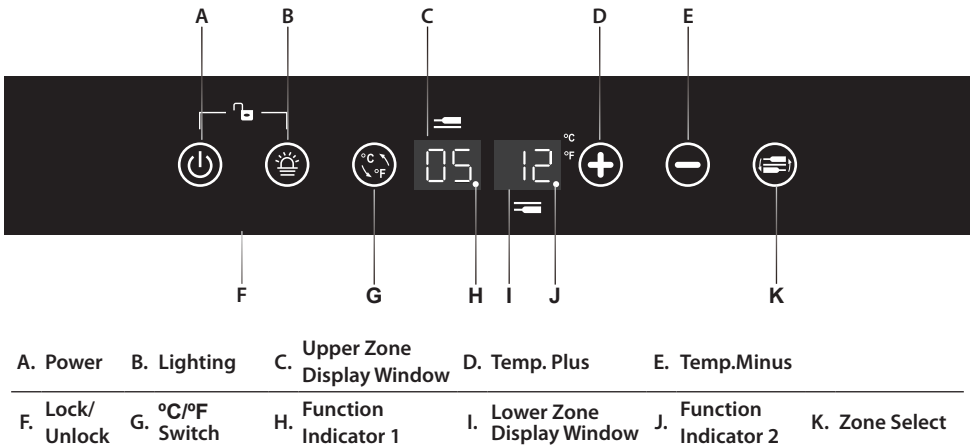 A B C D E
°C
°F
°C
°F
05 12
F G H I J K
A. Power B. Lighting C. Upper Zone Display Window D. Temp. Plus E. Temp.Minus
F. Lock/ Unlock G. ºC/ºF Switch H. Function Indicator 1 I. Lower Zone Display Window J. Function Indicator 2 K. Zone Select